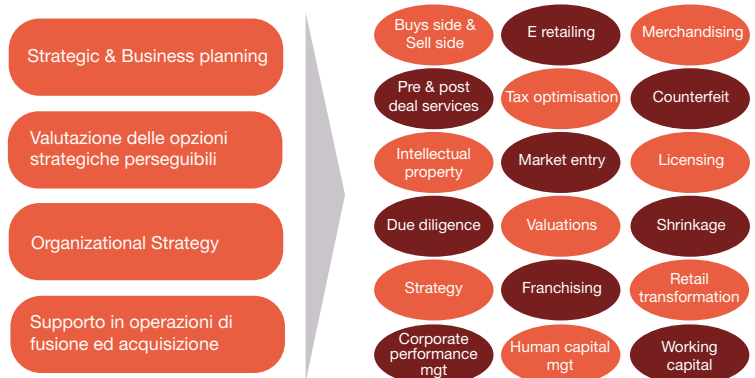 Strategic & Business planning
Valutazione delle opzioni
strategiche perseguibili
Organizational Strategy
Supporto in operazioni di
fusione ed acquisizione
Buys side &
Sell side
E retailing
Merchandising
Pre & post
deal services
Tax optimisation
Counterfeit
Intellectual
property
Market entry
Licensing
Due diligence
Valuations
Shrinkage
Strategy
Franchising
Retail
transformation
Corporate
performance
mgt
Human capital
mgt
Working
capital